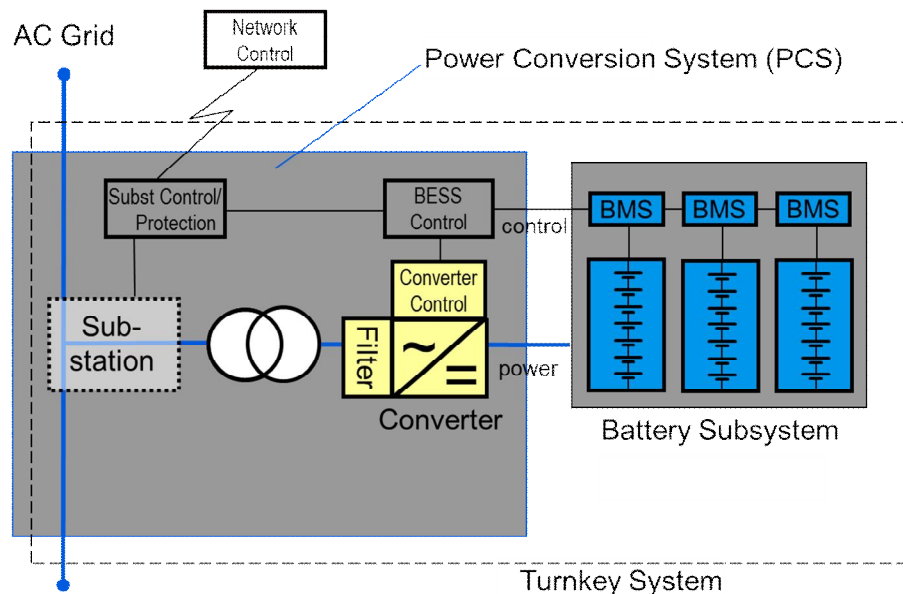 AC Grid
Network
Control
Power Conversion System (PCS)
Subst Control/
Protection
BESS
Control
control
BMS
BMS
BMS
Converter
Control
Sub-
station
Filter
~
=
power
Converter
Battery Subsystem
Turnkey System